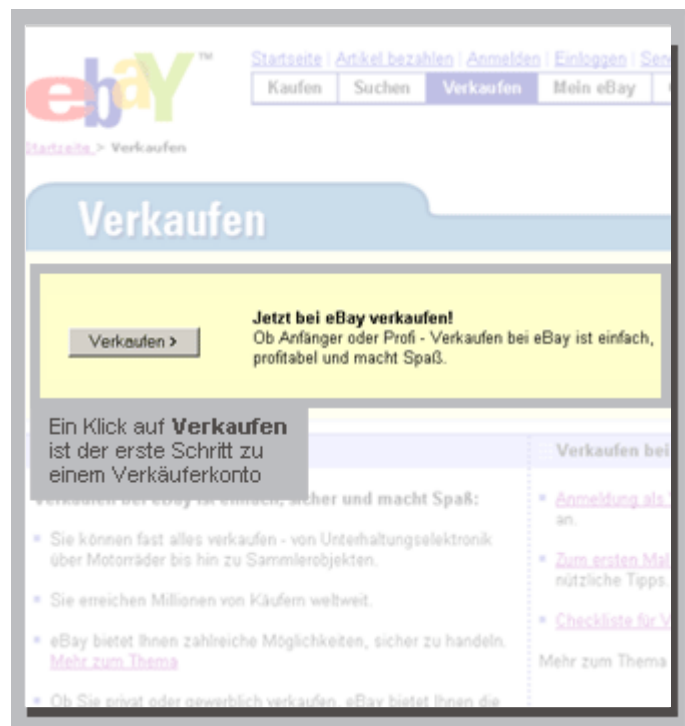 ebaY™
Startseite | Artikel bezahlen | Anmelden | Einloggen |
Kaufen Suchen Verkaufen Mein eBay
Startseite > Verkaufen
Verkaufen
Verkaufen >
Jetzt bei eBay verkaufen!
Ob Anfänger oder Profi - Verkaufen bei eBay ist einfach,
profitabel und macht Spaß.
Ein Klick auf Verkaufen
ist der erste Schritt zu
einem Verkäuferkonto
Verkaufen bei eBay ist einfach, sicher und macht Spaß:
Sie können fast alles verkaufen - von Unterhaltungselektronik
über Motorräder bis hin zu Sammlerobjekten.
Sie erreichen Millionen von Käufern weltweit.
eBay bietet Ihnen zahlreiche Möglichkeiten, sicher zu handeln.
Mehr zum Thema
Ob Sie privat oder gewerblich verkaufen, eBay bietet Ihnen die
Verkaufen bei
Anmeldung als
an.
Zum ersten Mal
nützliche Tipps.
Checkliste für
Mehr zum Thema